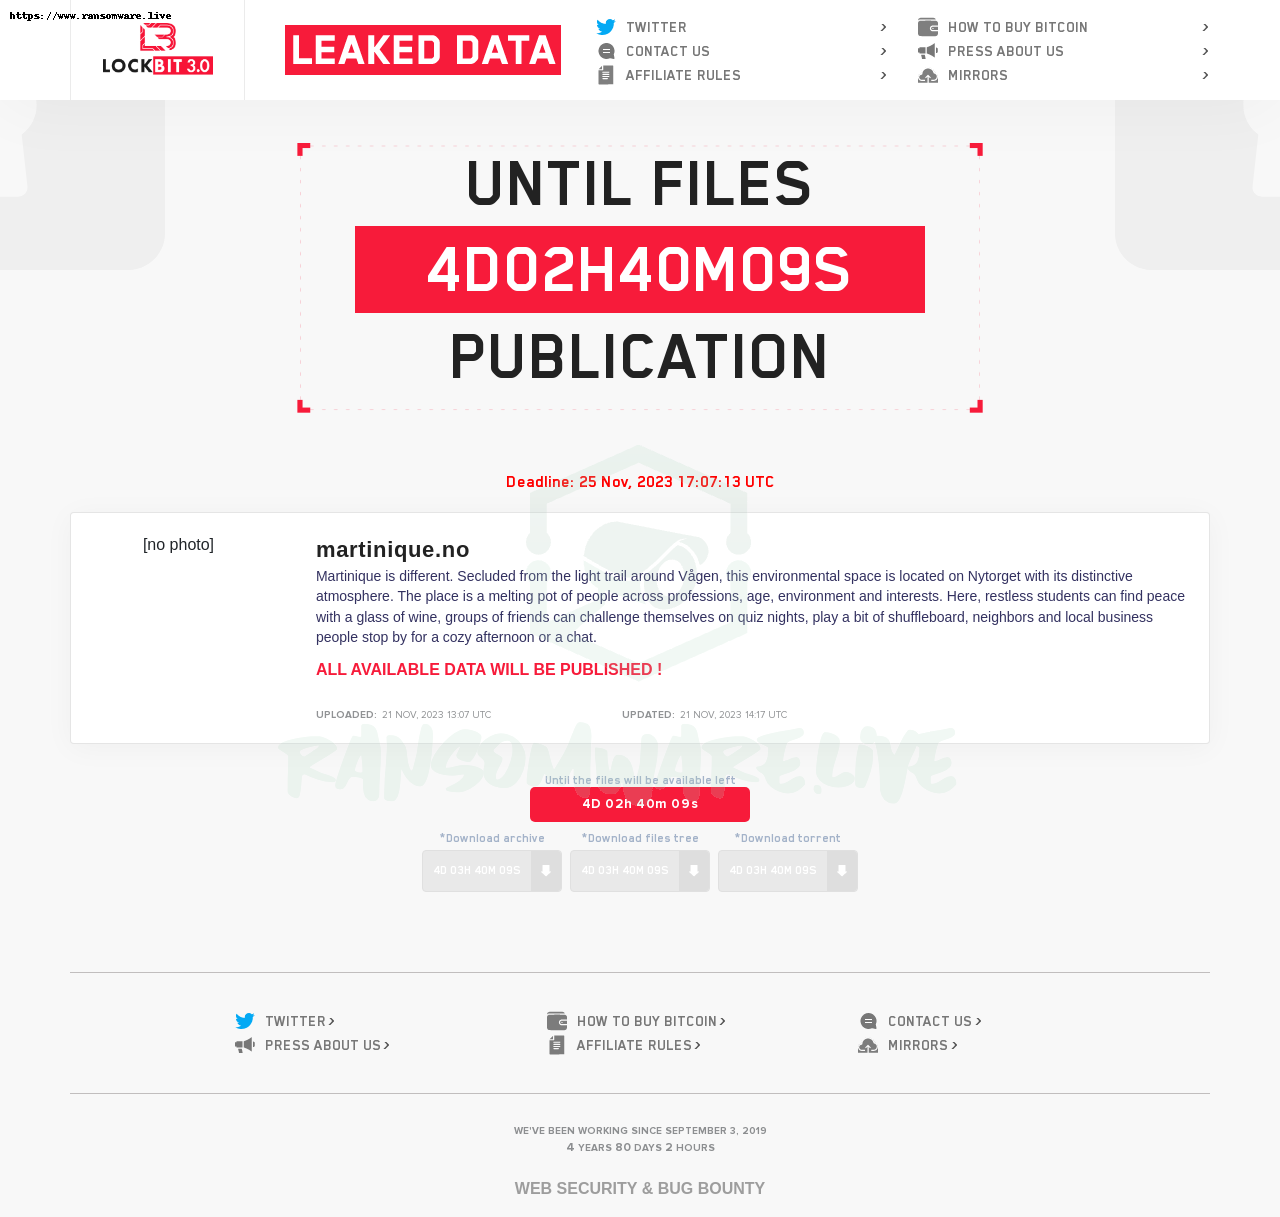 https://www.ransomware.live
LOCKBIT 3.0
LEAKED DATA
TWITTER
CONTACT US
AFFILIATE RULES
HOW TO BUY BITCOIN
PRESS ABOUT US
MIRRORS
UNTIL FILES
4D02H40M09S
PUBLICATION
Deadline: 25 Nov, 2023 17:07:13 UTC
[no photo]
martinique.no
Martinique is different. Secluded from the light trail around Vågen, this environmental space is located on Nytorget with its distinctive
atmosphere. The place is a melting pot of people across professions, age, environment and interests. Here, restless students can find peace
with a glass of wine, groups of friends can challenge themselves on quiz nights, play a bit of shuffleboard, neighbors and local business
people stop by for a cozy afternoon or a chat.
ALL AVAILABLE DATA WILL BE PUBLISHED !
UPLOADED: 21 NOV, 2023 13:07 UTC
UPDATED: 21 NOV, 2023 14:17 UTC
RANSOMWARE.LIVE
Until the files will be available left
4D 02h 40m 09s
*Download archive
*Download files tree
*Download torrent
4D 03H 40M 09S
4D 03H 40M 09S
4D 03H 40M 09S
TWITTER
HOW TO BUY BITCOIN
CONTACT US
PRESS ABOUT US
AFFILIATE RULES
MIRRORS
WE'VE BEEN WORKING SINCE SEPTEMBER 3, 2019
4 YEARS 80 DAYS 2 HOURS
WEB SECURITY & BUG BOUNTY